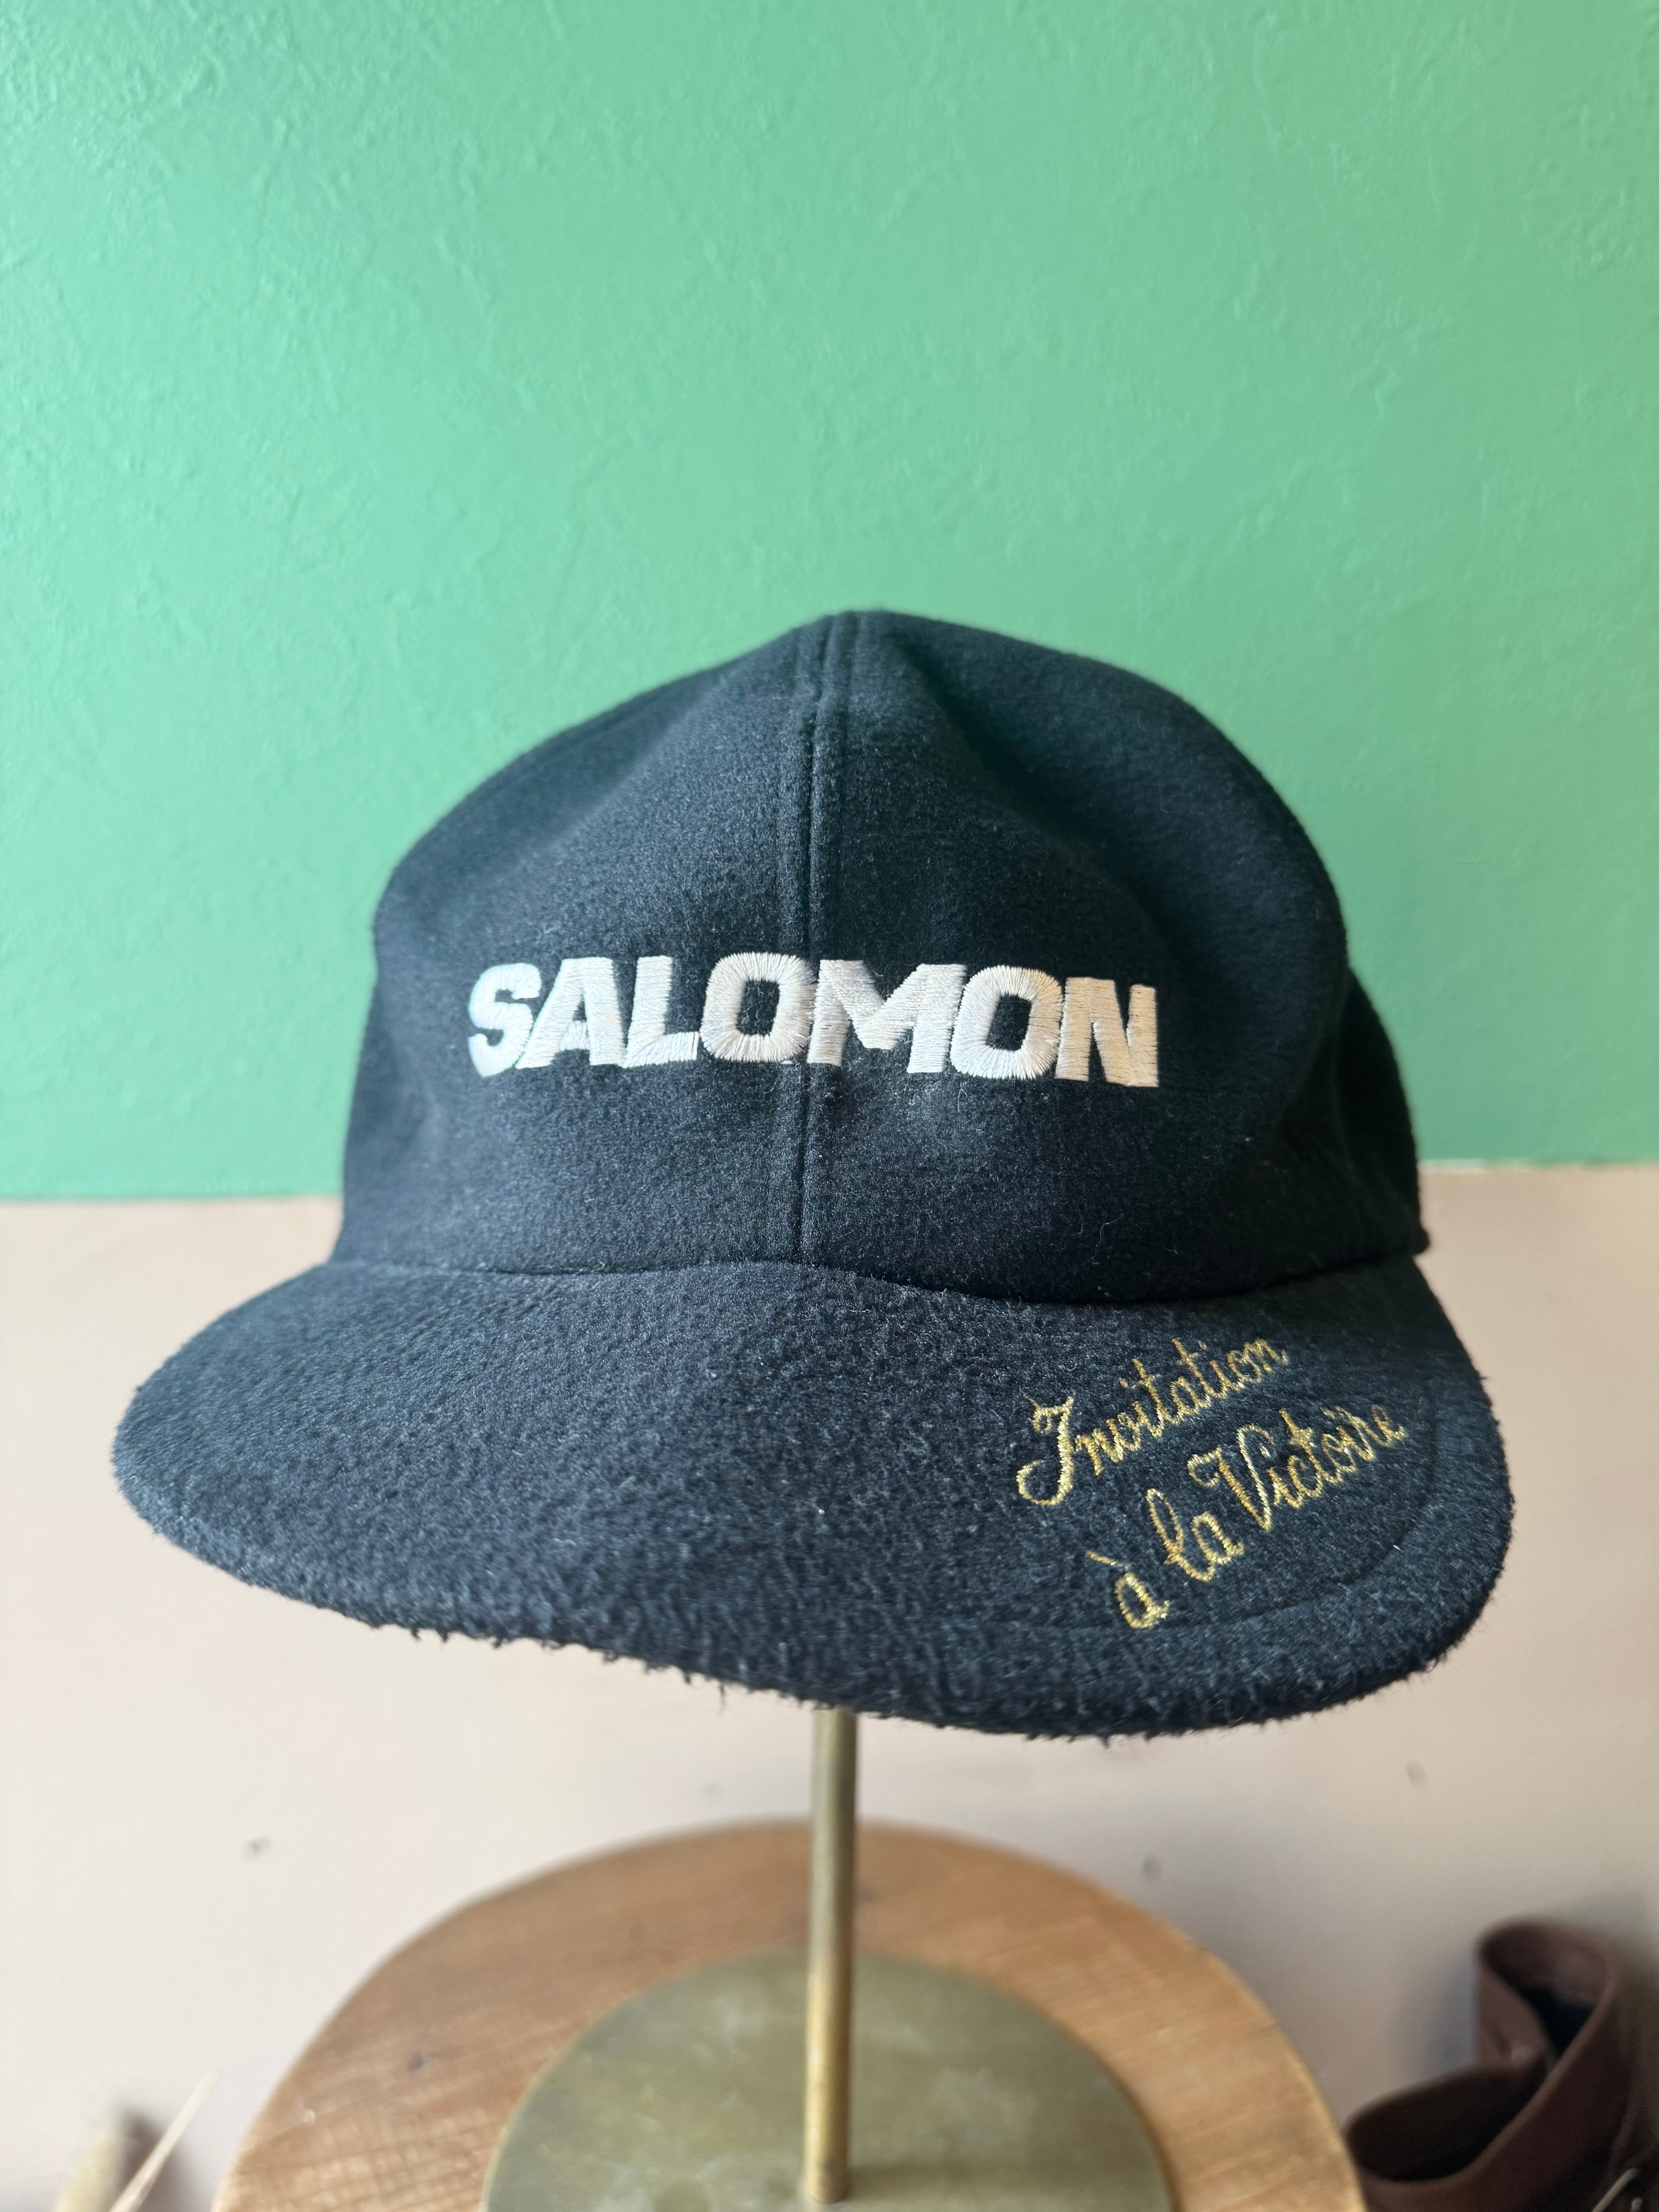 SALOMON
Invitation
à la Victoire